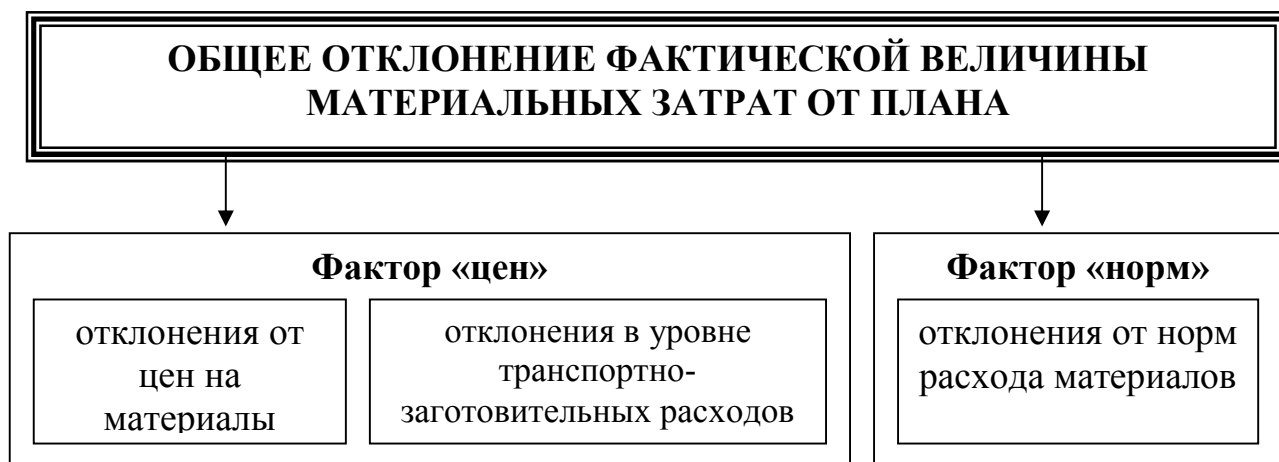 ОБЩЕЕ ОТКЛОНЕНИЕ ФАКТИЧЕСКОЙ ВЕЛИЧИНЫ
МАТЕРИАЛЬНЫХ ЗАТРАТ ОТ ПЛАНА
Фактор «цен»
отклонения от
цен на
материалы
отклонения в уровне
транспортно-
заготовительных расходов
Фактор «норм»
отклонения от норм
расхода материалов